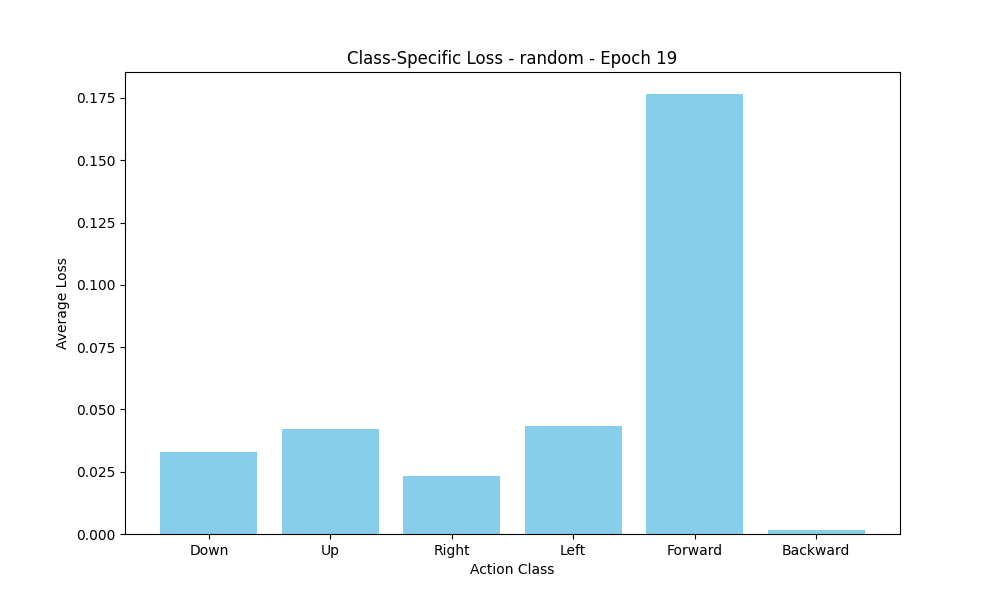 Class-Specific Loss - random - Epoch 19
0.175
0.150
0.125
0.100
0.075
0.050
0.025
0.000
Average Loss
Down Up Right Left Forward Backward
Action Class